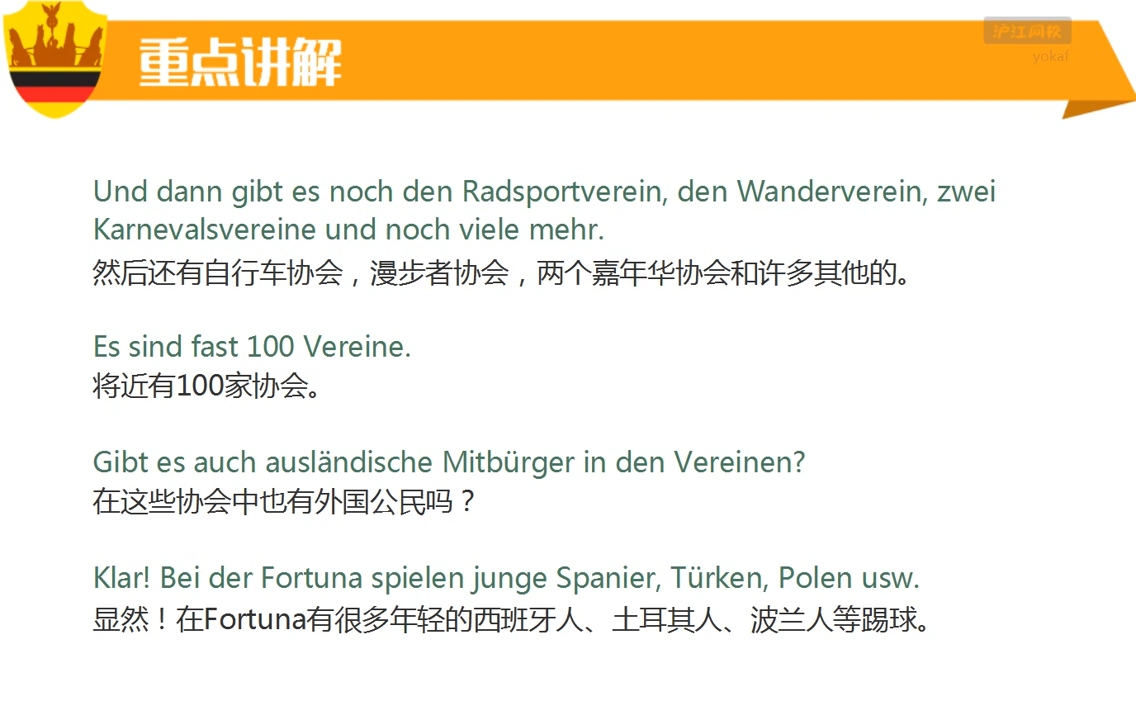 重点讲解
沪江网校
yoka1
Und dann gibt es noch den Radsportverein, den Wanderverein, zwei
Karnevalsvereine und noch viele mehr.
然后还有自行车协会，漫步者协会，两个嘉年华协会和许多其他的。
Es sind fast 100 Vereine.
将近有100家协会。
Gibt es auch ausländische Mitbürger in den Vereinen?
在这些协会中也有外国公民吗？
Klar! Bei der Fortuna spielen junge Spanier, Türken, Polen usw.
显然！在Fortuna有很多年轻的西班牙人、土耳其人、波兰人等踢球。